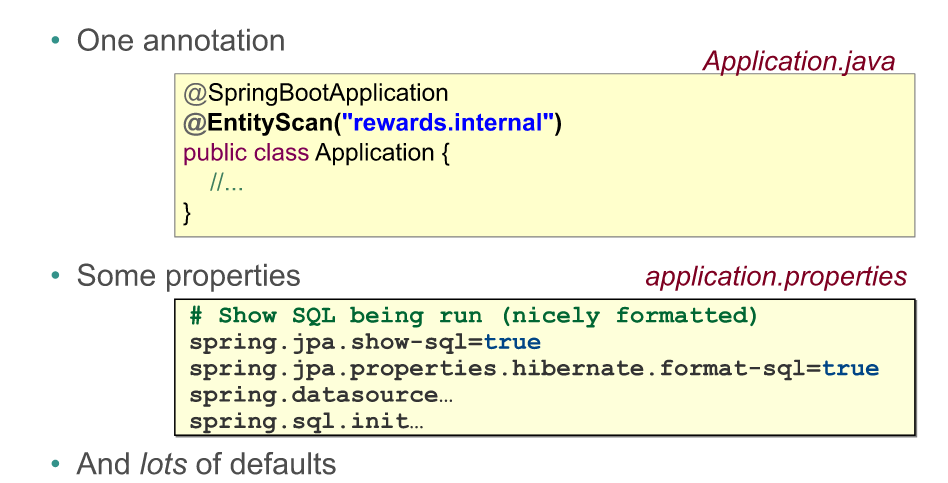 • One annotation
Application.java
@SpringBootApplication
@EntityScan("rewards.internal")
public class Application {
//...
}
• Some properties
application.properties
# Show SQL being run (nicely formatted)
spring.jpa.show-sql=true
spring.jpa.properties.hibernate.format-sql=true
spring.datasource…
spring.sql.init…
• And lots of defaults